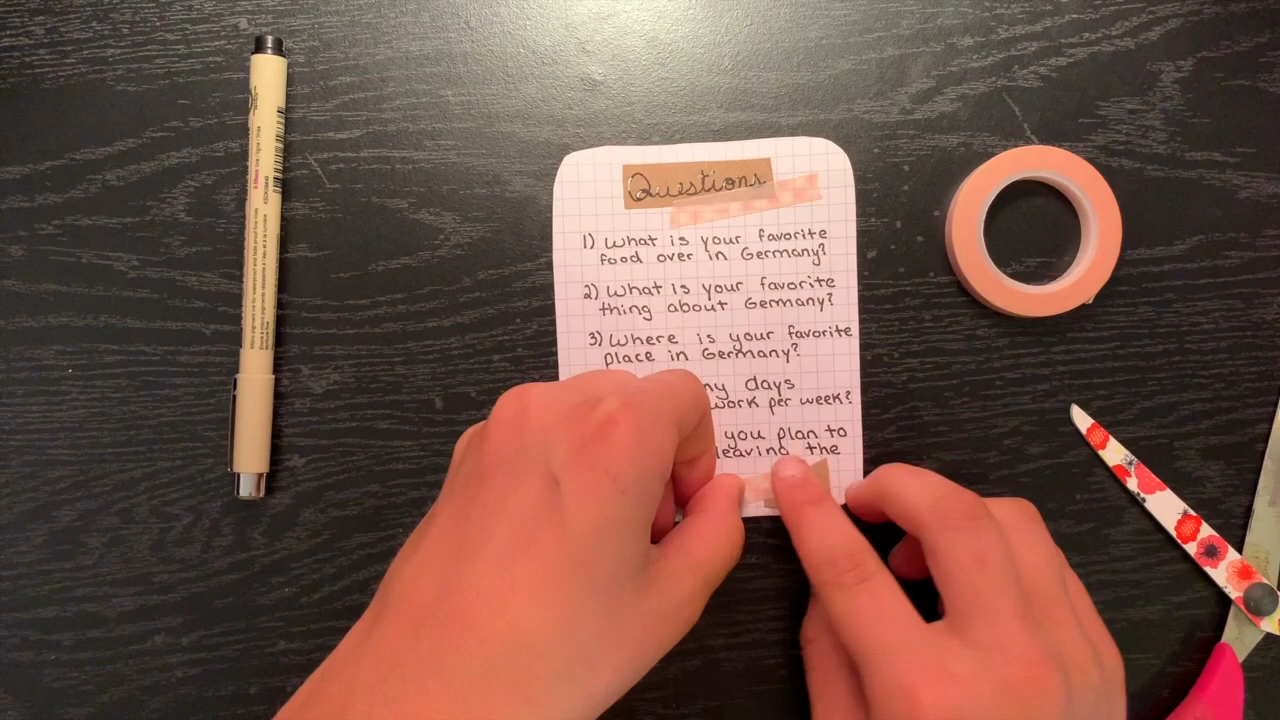 Questions
1) What is your favorite
food over in Germany?
2) What is your favorite
thing about Germany?
3) Where is your favorite
place in Germany?
ny days
work per week?
you plan to
leaving the